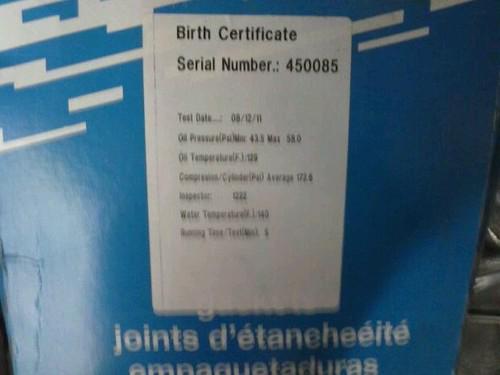 Birth Certificate
Serial Number.: 450085
Test Date....: 08/12/11
Oil Pressure(Psi)Min: 43.5 Max 58.0
Oil Temperature(F.):129
Compression/Cylinder(Psi) Average 172.6
Inspector: 1222
Water Temperature(F.):140
Running Time/Test(Min). 5
joints d'étancheéité
empaquetaduras